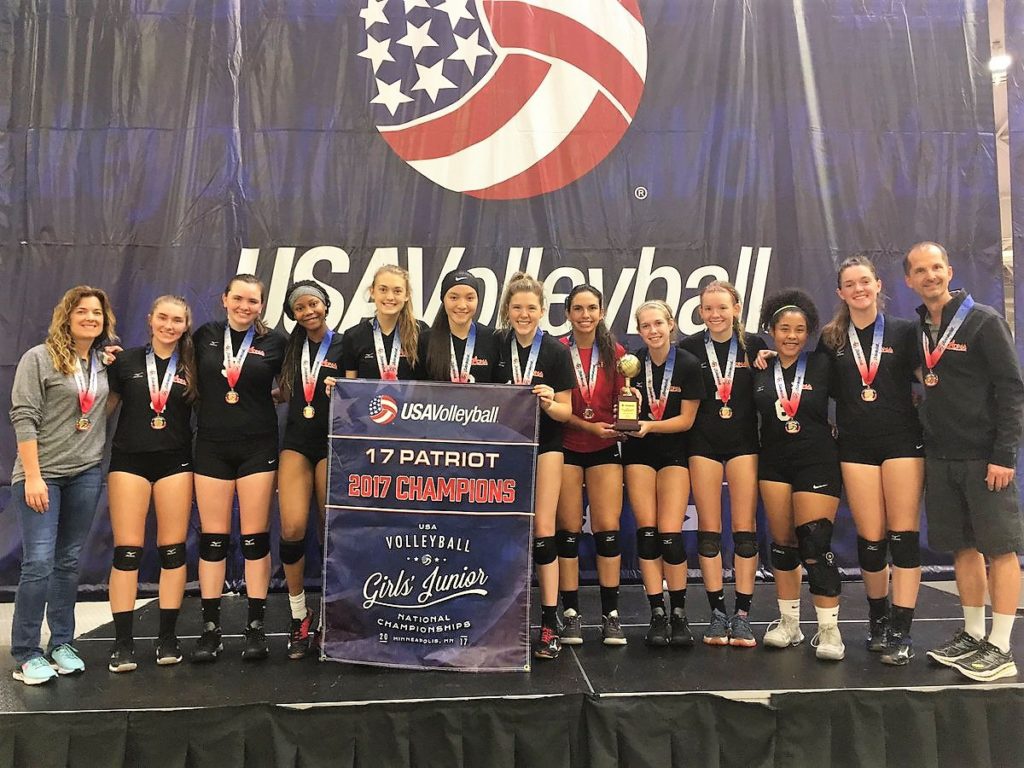 ®
USAVolleyball
USAVolleyball
17 PATRIOT
2017 CHAMPIONS
USA
VOLLEYBALL
Girls' Junior
NATIONAL
CHAMPIONSHIPS
20 MINNEAPOLIS, MN 17